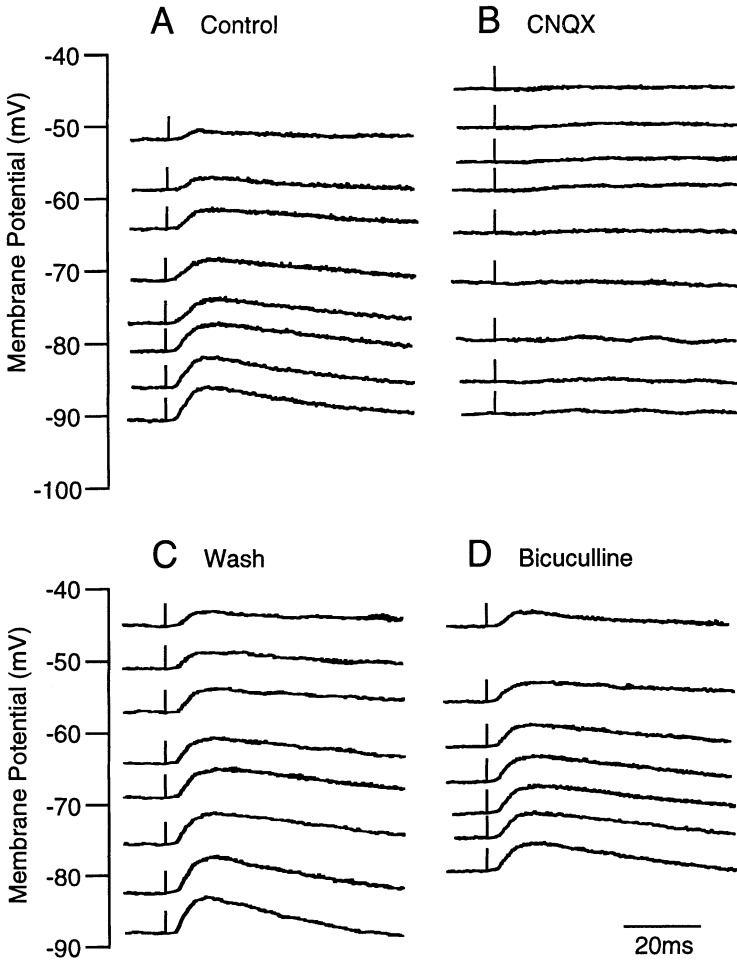 A Control
B CNQX
Membrane Potential (mV)
-40
-50
-60
-70
-80
-90
-100
C Wash
D Bicuculline
Membrane Potential (mV)
-40
-50
-60
-70
-80
-90
20ms